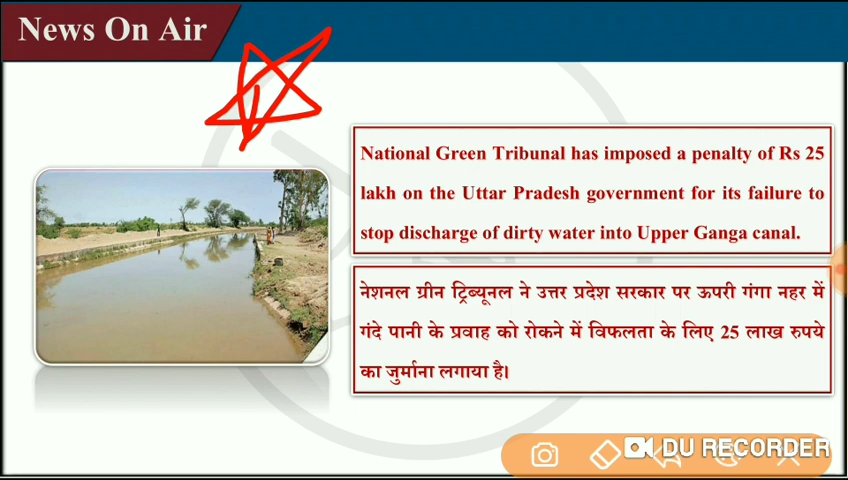 News On Air
National Green Tribunal has imposed a penalty of Rs 25
lakh on the Uttar Pradesh government for its failure to
stop discharge of dirty water into Upper Ganga canal.
नेशनल ग्रीन ट्रिब्यूनल ने उत्तर प्रदेश सरकार पर ऊपरी गंगा नहर में
गंदे पानी के प्रवाह को रोकने में विफलता के लिए 25 लाख रुपये
का जुर्माना लगाया है।
DU RECORDER